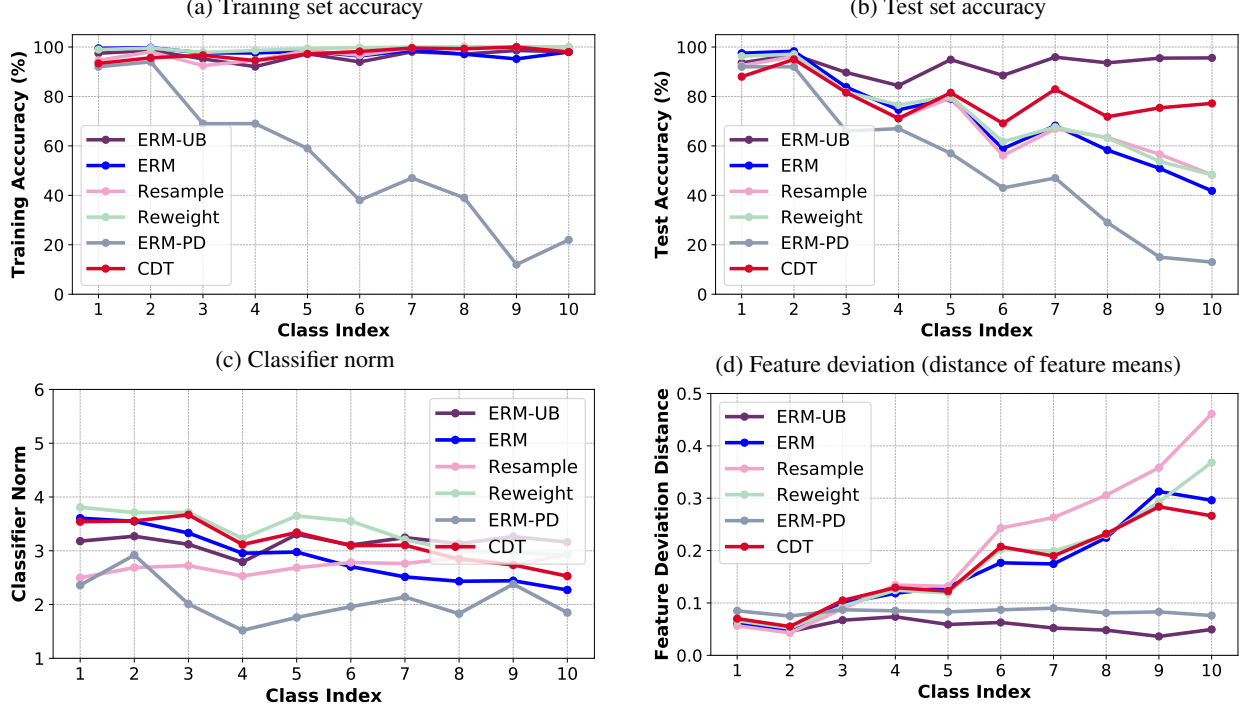 (a) Training set accuracy
(b) Test set accuracy
Training Acccuracy (%)
100
80
60
40
20
0
ERM-UB
ERM
Resample
Reweight
ERM-PD
CDT
1 2 3 4 5 6 7 8 9 10
Class Index
Test Acccuracy (%)
100
80
60
40
20
0
ERM-UB
ERM
Resample
Reweight
ERM-PD
CDT
1 2 3 4 5 6 7 8 9 10
Class Index
(c) Classifier norm
(d) Feature deviation (distance of feature means)
Classifier Norm
6
5
4
3
2
1
ERM-UB
ERM
Resample
Reweight
ERM-PD
CDT
1 2 3 4 5 6 7 8 9 10
Class Index
Feature Deviation Distance
0.5
0.4
0.3
0.2
0.1
0.0
ERM-UB
ERM
Resample
Reweight
ERM-PD
CDT
1 2 3 4 5 6 7 8 9 10
Class Index